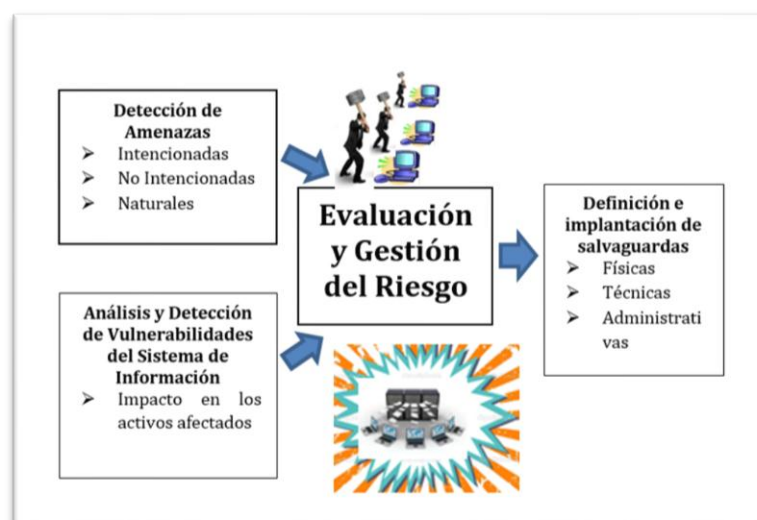 Detección de
Amenazas
➢ Intencionadas
➢ No Intencionadas
➢ Naturales
Análisis y Detección
de Vulnerabilidades
del Sistema de
Información
➢ Impacto en los
activos afectados
Evaluación
y Gestión
del Riesgo
Definición e
implantación de
salvaguardas
➢ Físicas
➢ Técnicas
➢ Administrati
vas